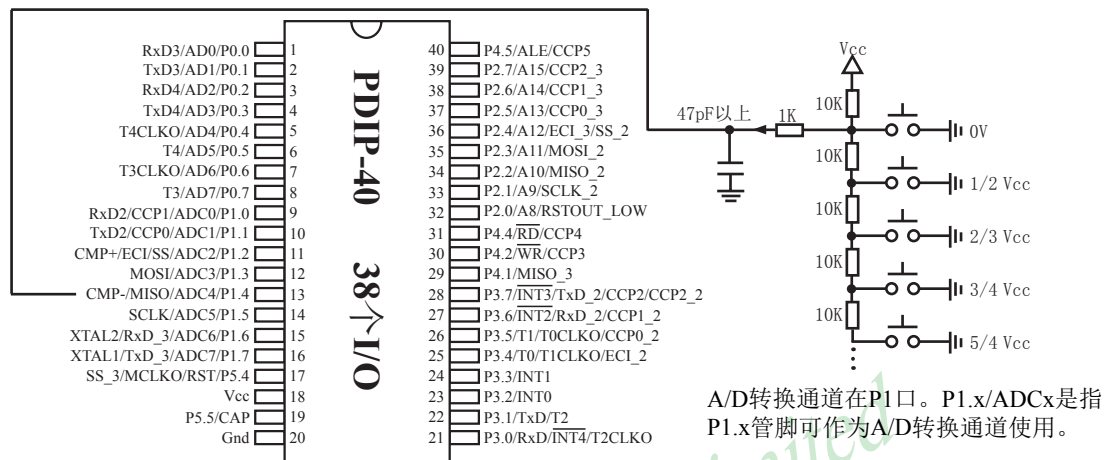 RxD3/AD0/P0.0 1
TxD3/AD1/P0.1 2
RxD4/AD2/P0.2 3
TxD4/AD3/P0.3 4
T4CLKO/AD4/P0.4 5
T4/AD5/P0.5 6
T3CLKO/AD6/P0.6 7
T3/AD7/P0.7 8
RxD2/CCP1/ADC0/P1.0 9
TxD2/CCP0/ADC1/P1.1 10
CMP+/ECI/SS/ADC2/P1.2 11
MOSI/ADC3/P1.3 12
CMP-/MISO/ADC4/P1.4 13
SCLK/ADC5/P1.5 14
XTAL2/RxD_3/ADC6/P1.6 15
XTAL1/TxD_3/ADC7/P1.7 16
SS_3/MCLKO/RST/P5.4 17
Vcc 18
P5.5/CAP 19
Gnd 20
PDIP-40 38个I/O
40 P4.5/ALE/CCP5
39 P2.7/A15/CCP2_3
38 P2.6/A14/CCP1_3
37 P2.5/A13/CCP0_3
36 P2.4/A12/ECI_3/SS_2
35 P2.3/A11/MOSI_2
34 P2.2/A10/MISO_2
33 P2.1/A9/SCLK_2
32 P2.0/A8/RSTOUT_LOW
31 P4.4/RD/CCP4
30 P4.2/WR/CCP3
29 P4.1/MISO_3
28 P3.7/INT3/TxD_2/CCP2/CCP2_2
27 P3.6/INT2/RxD_2/CCP1_2
26 P3.5/T1/T0CLKO/CCP0_2
25 P3.4/T0/T1CLKO/ECI_2
24 P3.3/INT1
23 P3.2/INT0
22 P3.1/TxD/T2
21 P3.0/RxD/INT4/T2CLKO
Vcc
10K
47pF以上 1K
0V
10K
1/2 Vcc
10K
2/3 Vcc
10K
3/4 Vcc
10K
5/4 Vcc
A/D转换通道在P1口。P1.x/ADCx是指
P1.x管脚可作为A/D转换通道使用。